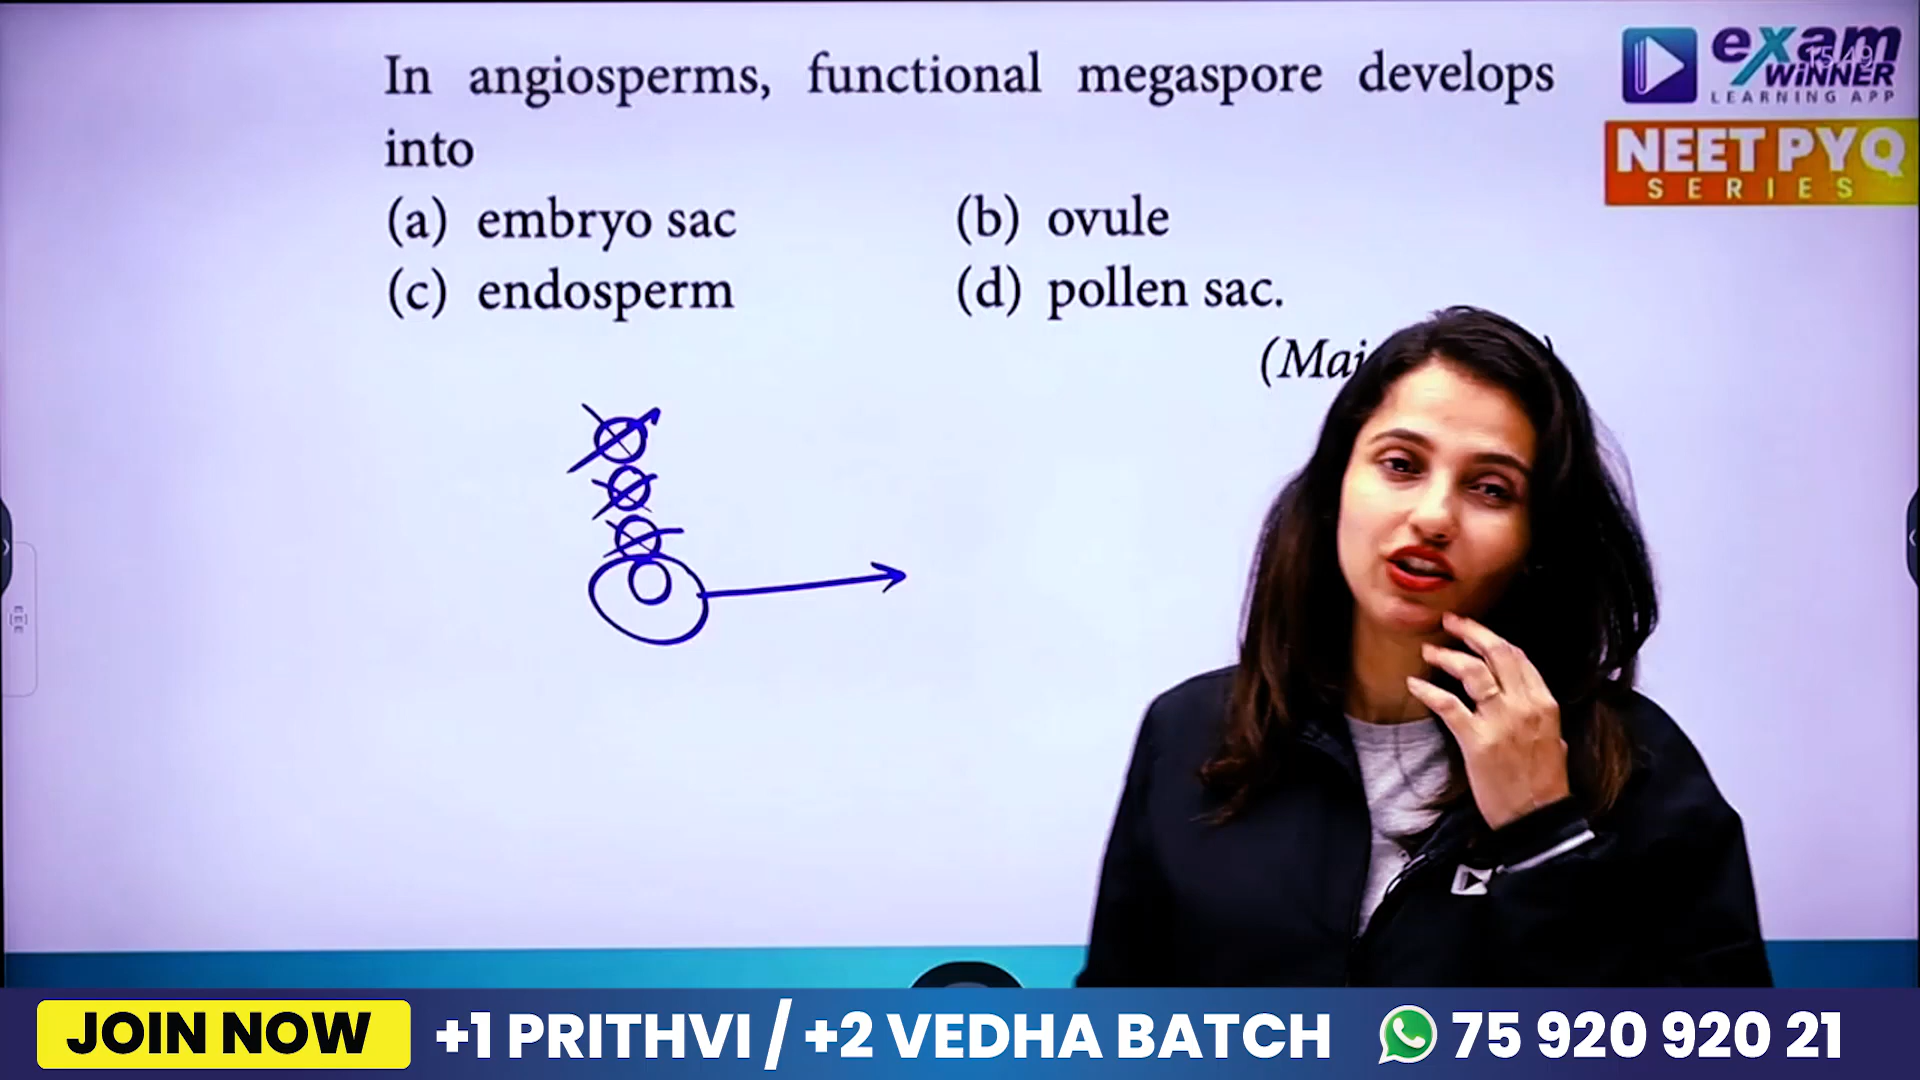 In angiosperms, functional megaspore develops
into
(a) embryo sac
(b) ovule
(c) endosperm
(d) pollen sac.
exam
WiNNER
LEARNING APP
NEET PYQ
SERIES
JOIN NOW
+1 PRITHVI / +2 VEDHA BATCH
75 920 920 21